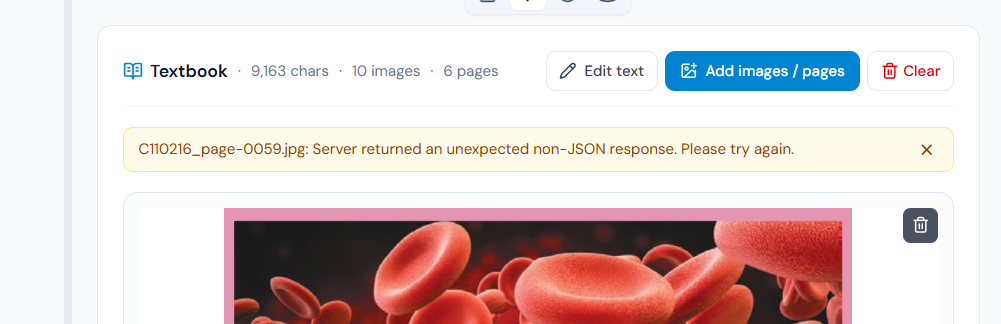 Textbook · 9,163 chars · 10 images · 6 pages Edit text Add images / pages Clear
C110216_page-0059.jpg: Server returned an unexpected non-JSON response. Please try again.